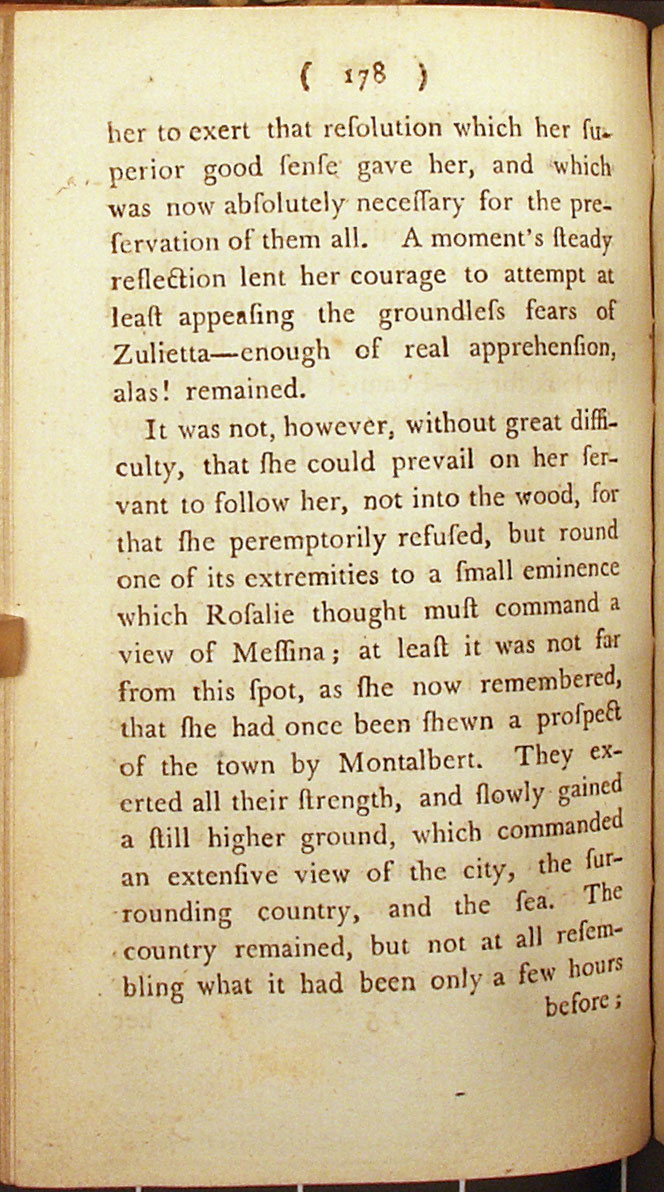 ( 178 )
her to exert that reſolution which her ſu-
perior good ſenſe gave her, and which
was now abſolutely neceſſary for the pre-
ſervation of them all. A moment's ſteady
reflection lent her courage to attempt at
leaſt appeaſing the groundleſs fears of
Zulietta—enough of real apprehenſion,
alas! remained.
It was not, however, without great diffi-
culty, that ſhe could prevail on her ſer-
vant to follow her, not into the wood, for
that ſhe peremptorily refuſed, but round
one of its extremities to a ſmall eminence
which Roſalie thought muſt command a
view of Meſſina; at leaſt it was not far
from this ſpot, as ſhe now remembered,
that ſhe had once been ſhewn a proſpect
of the town by Montalbert. They ex-
erted all their ſtrength, and ſlowly gained
a ſtill higher ground, which commanded
an extenſive view of the city, the ſur-
rounding country, and the ſea. The
country remained, but not at all reſem-
bling what it had been only a few hours
before;